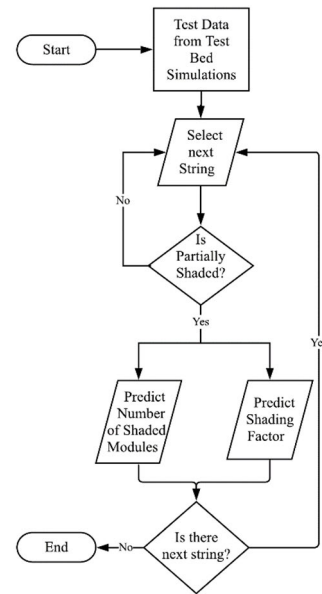 Start
Test Data
from Test
Bed
Simulations
Select
next
String
No
Is
Partially
Shaded?
Yes
Ye
Predict
Number
of Shaded
Modules
Predict
Shading
Factor
End
No
Is there
next string?